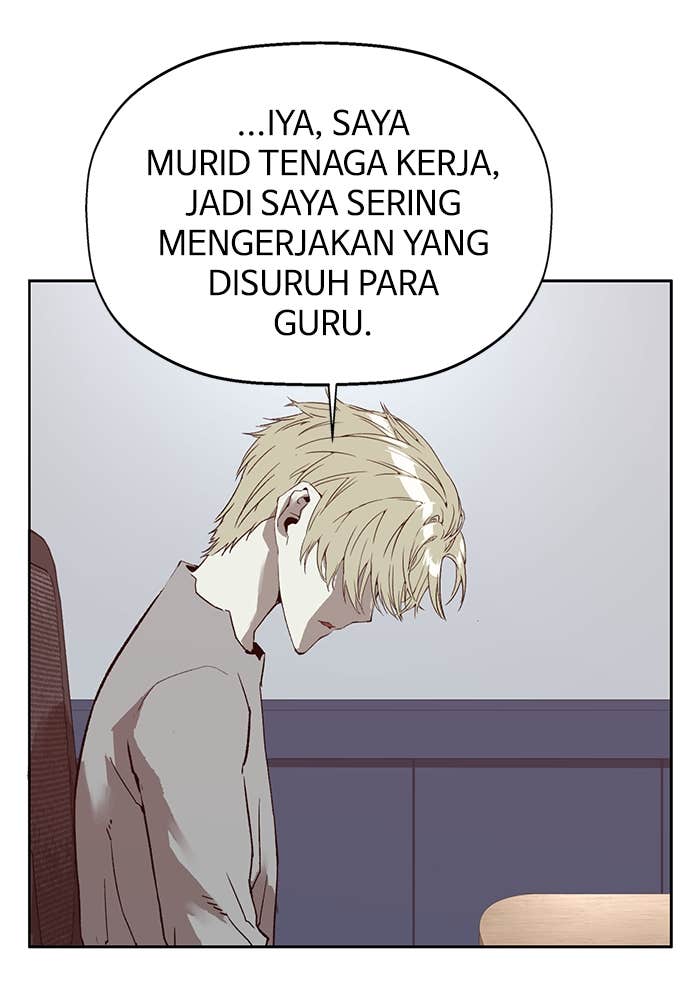 ...IYA, SAYA
MURID TENAGA KERJA,
JADI SAYA SERING
MENGERJAKAN YANG
DISURUH PARA
GURU.